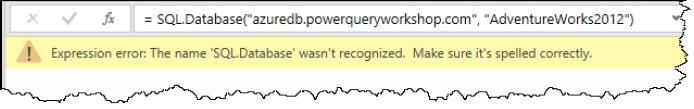 fx = SQL.Database("azuredb.powerqueryworkshop.com", "AdventureWorks2012")
Expression error: The name 'SQL.Database' wasn't recognized.  Make sure it's spelled correctly.